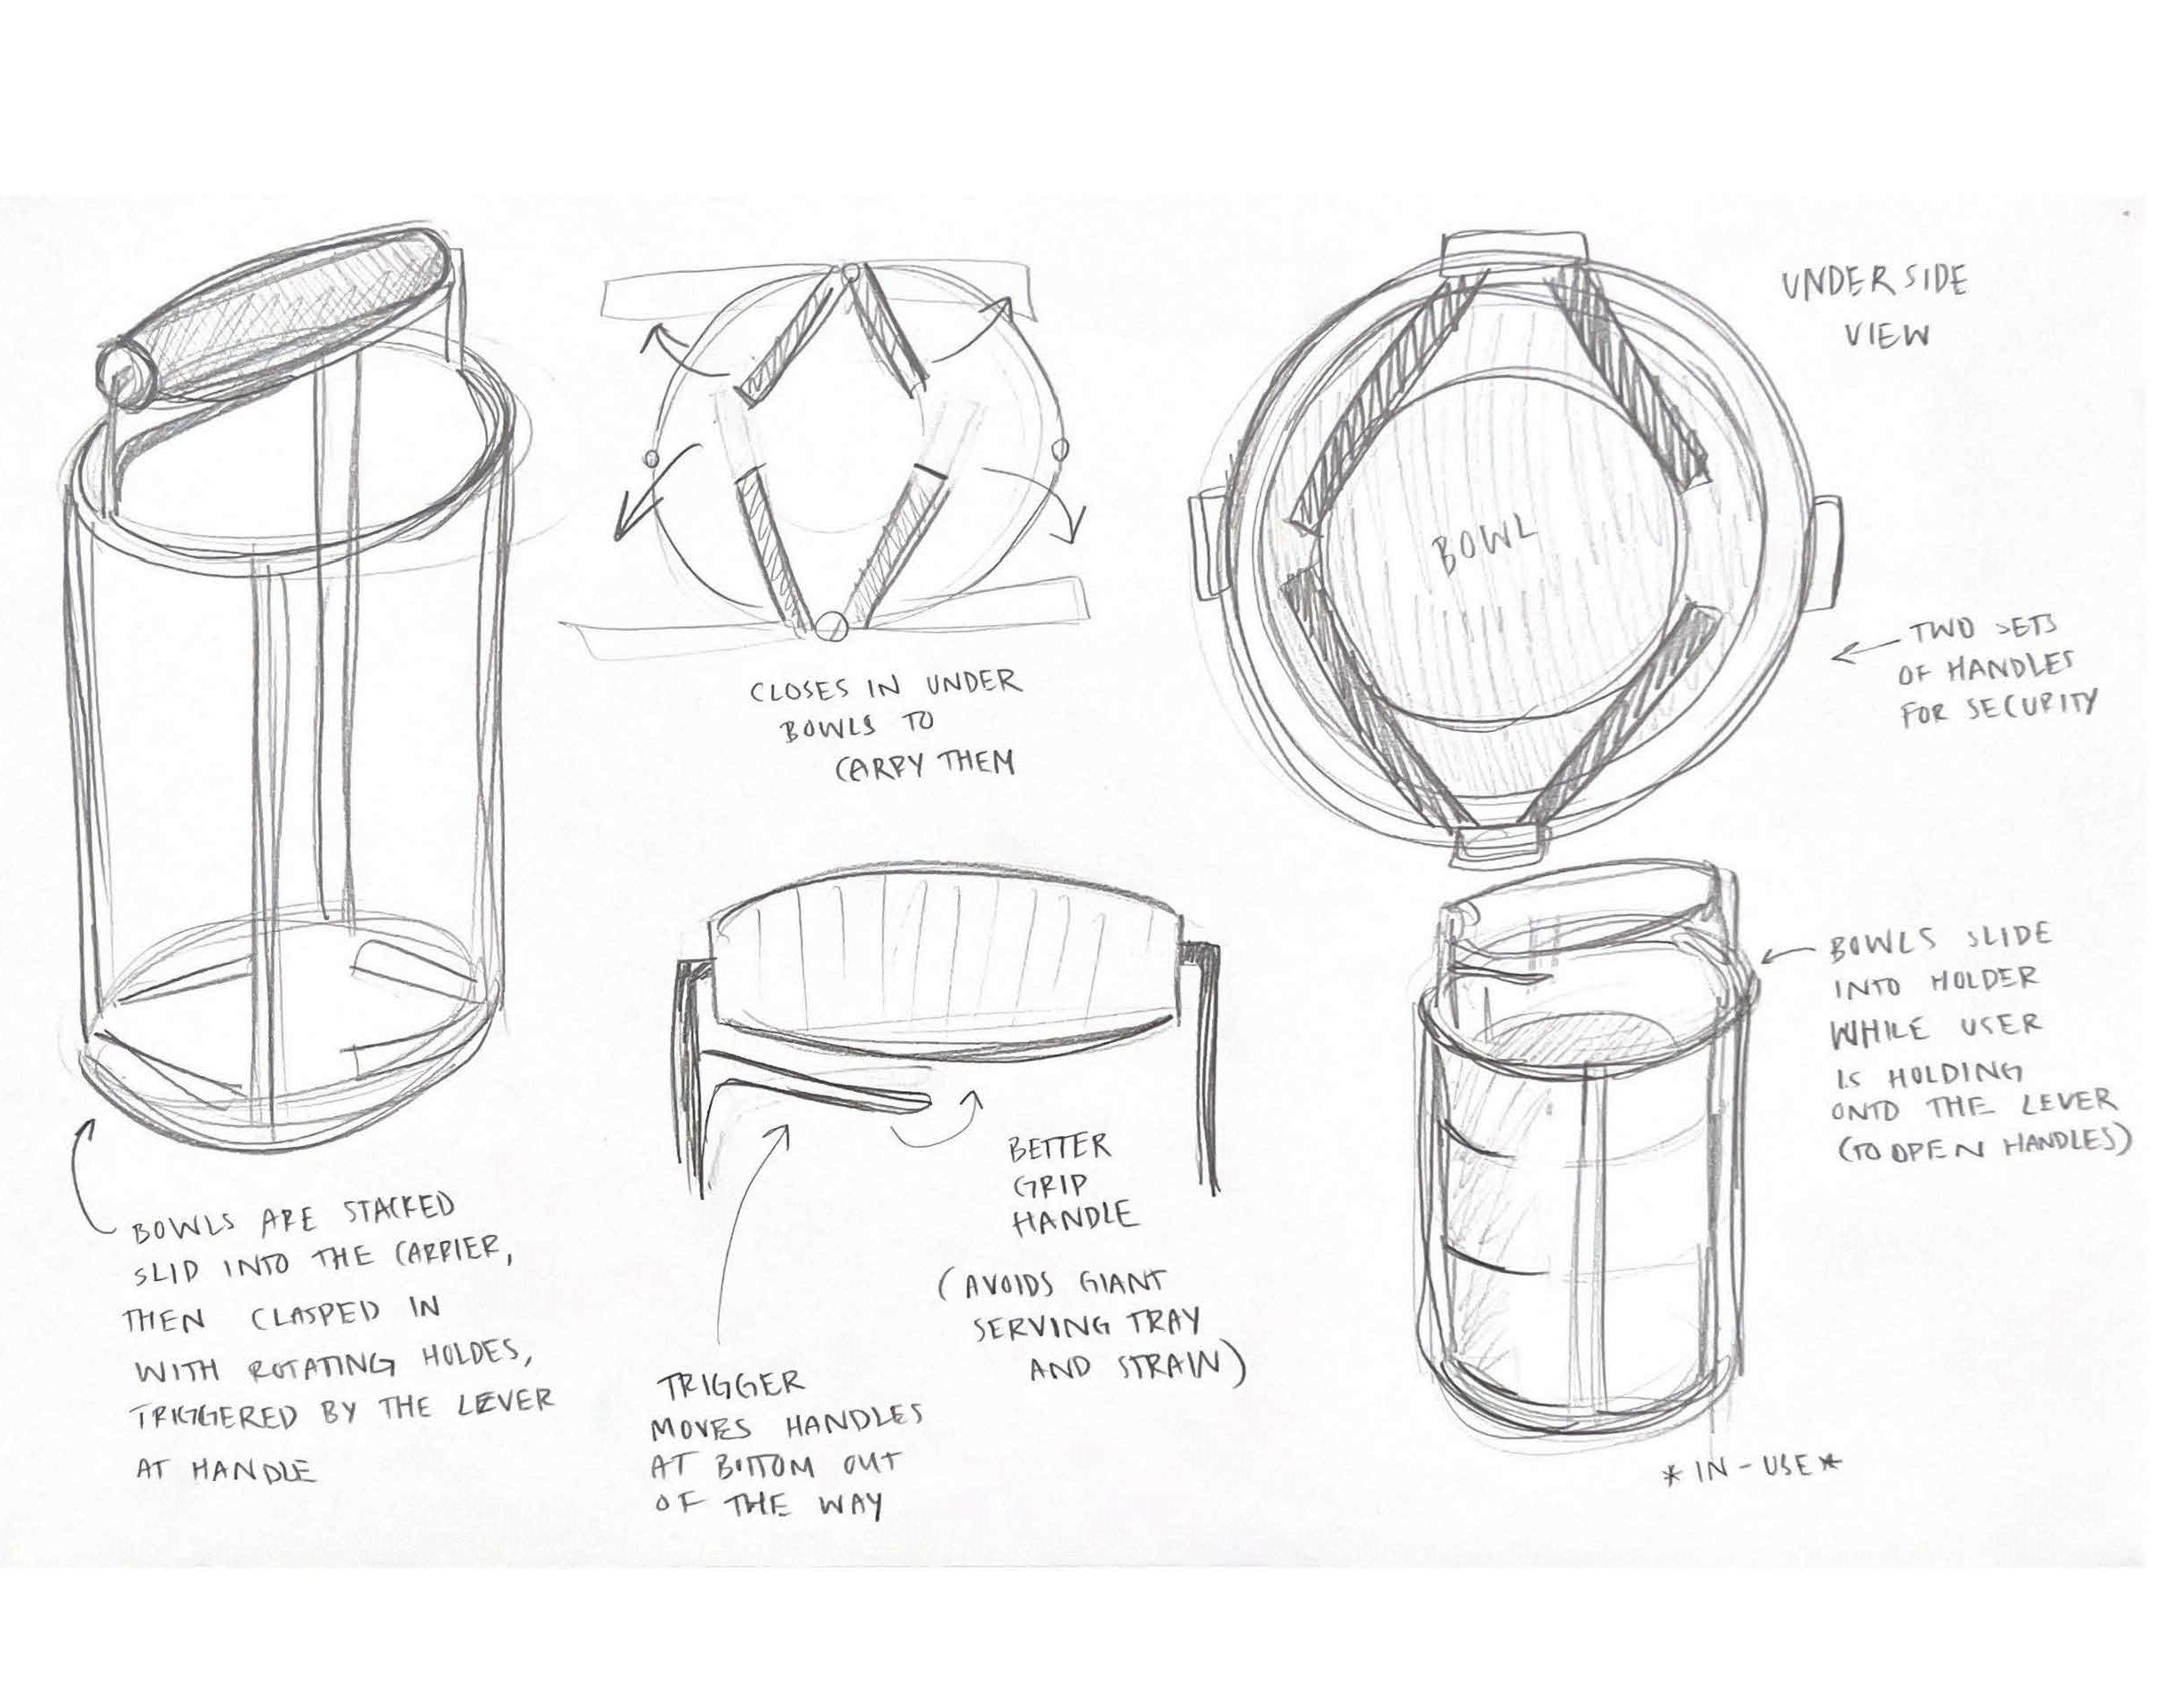 CLOSES IN UNDER
BOWLS TO
CARRY THEM
UNDERSIDE
VIEW
BOWL
TWO SETS
OF HANDLES
FOR SECURITY
BOWLS ARE STACKED
SLID INTO THE CARRIER,
THEN CLASPED IN
WITH ROTATING HOLDES,
TRIGGERED BY THE LEVER
AT HANDLE
TRIGGER
MOVES HANDLES
AT BOTTOM OUT
OF THE WAY
BETTER
GRIP
HANDLE
(AVOIDS GIANT
SERVING TRAY
AND STRAIN)
BOWLS SLIDE
INTO HOLDER
WHILE USER
IS HOLDING
ONTO THE LEVER
(TO OPEN HANDLES)
*IN-USE*